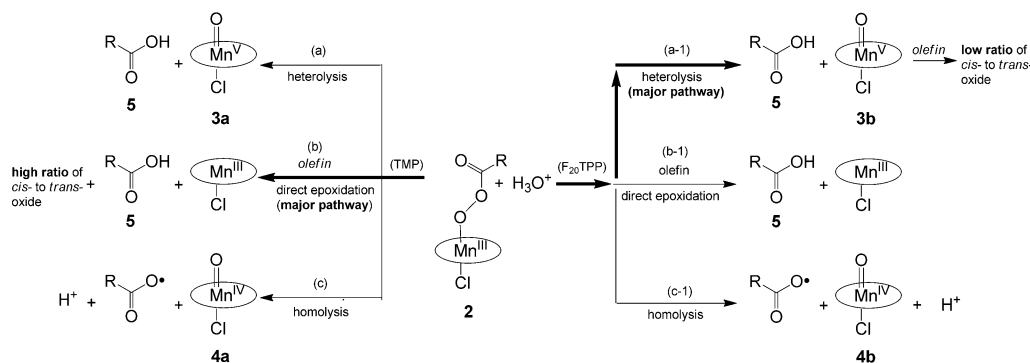 R OH O
O
Mn^V
Cl
+
5 3a
(a)
heterolysis
high ratio of
cis- to trans-
oxide
+
R OH
O
+
Mn^III
Cl
5
(b)
olefin
direct epoxidation
(major pathway)
(TMP)
H⁺ + R O•
O
+
O
Mn^IV
Cl
4a
(c)
homolysis
O R
O
O
Mn^III
Cl
2
+ H₃O⁺
(F₂₀TPP)
(a-1)
heterolysis
(major pathway)
R OH
O
5
+
O
Mn^V
Cl
3b
olefin
low ratio of
cis- to trans-
oxide
(b-1)
olefin
direct epoxidation
R OH
O
5
+
Mn^III
Cl
(c-1)
homolysis
R O•
O
+
O
Mn^IV
Cl
4b
+ H⁺